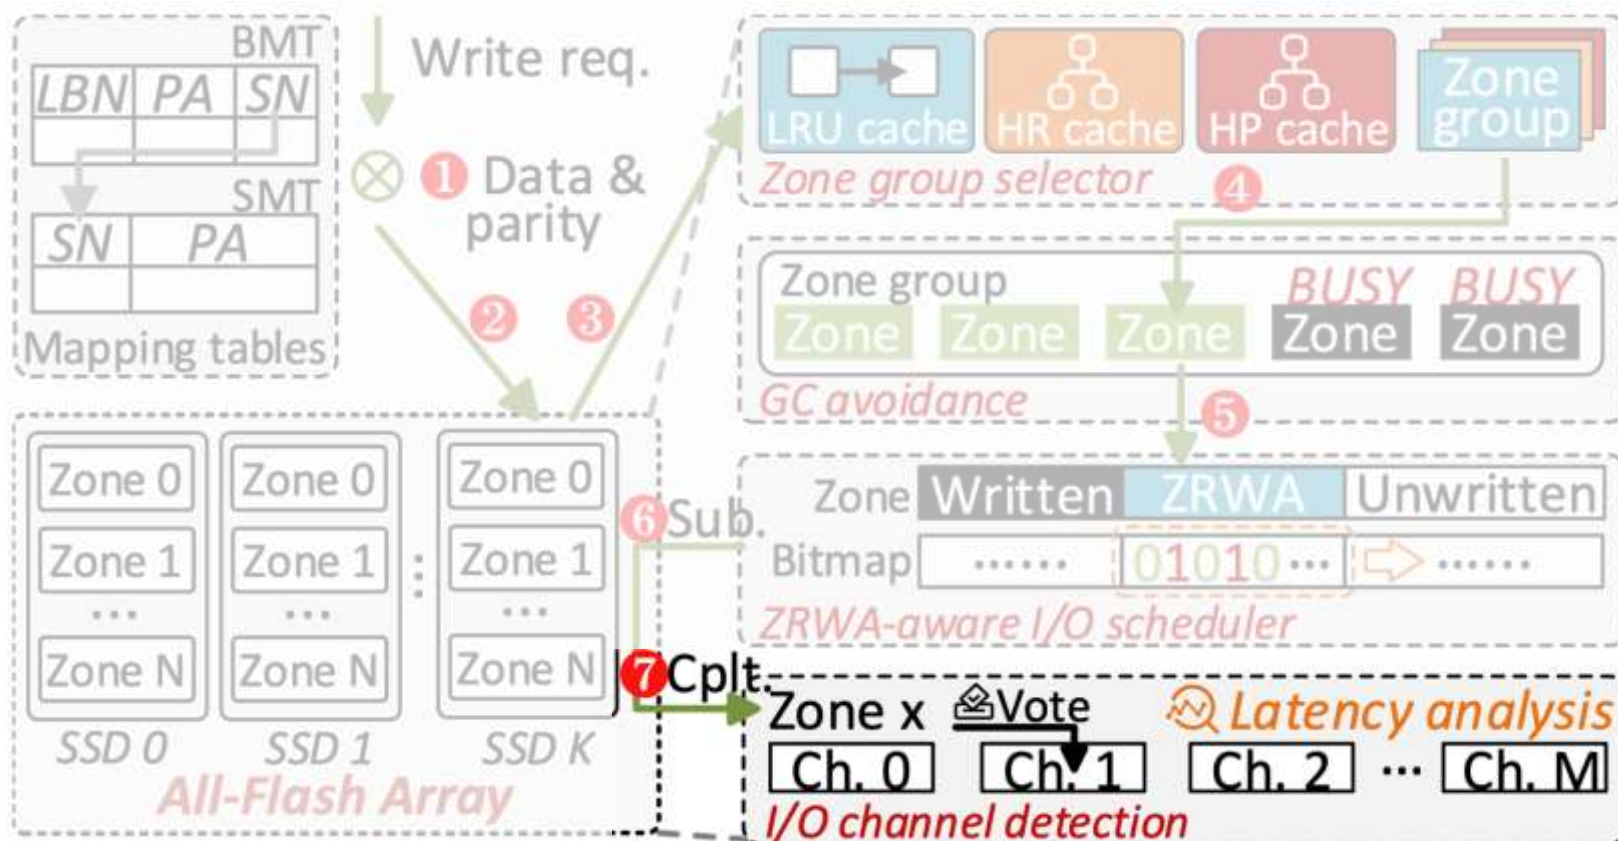 BMT
LBN PA SN
SMT
SN PA
Mapping tables
Write req.
1 Data &
parity
2
3
LRU cache
HR cache
HP cache
Zone
group
Zone group selector
4
Zone group
BUSY BUSY
Zone Zone Zone Zone Zone
GC avoidance
5
Zone Written ZRWA Unwritten
Bitmap ...... 01010... ......
ZRWA-aware I/O scheduler
6 Sub.
Zone 0 Zone 0 Zone 0
Zone 1 Zone 1 Zone 1
... ... ... ...
Zone N Zone N Zone N
SSD 0 SSD 1 SSD K
All-Flash Array
7 Cplt.
Zone x Vote Latency analysis
Ch. 0 Ch. 1 Ch. 2 ... Ch. M
I/O channel detection